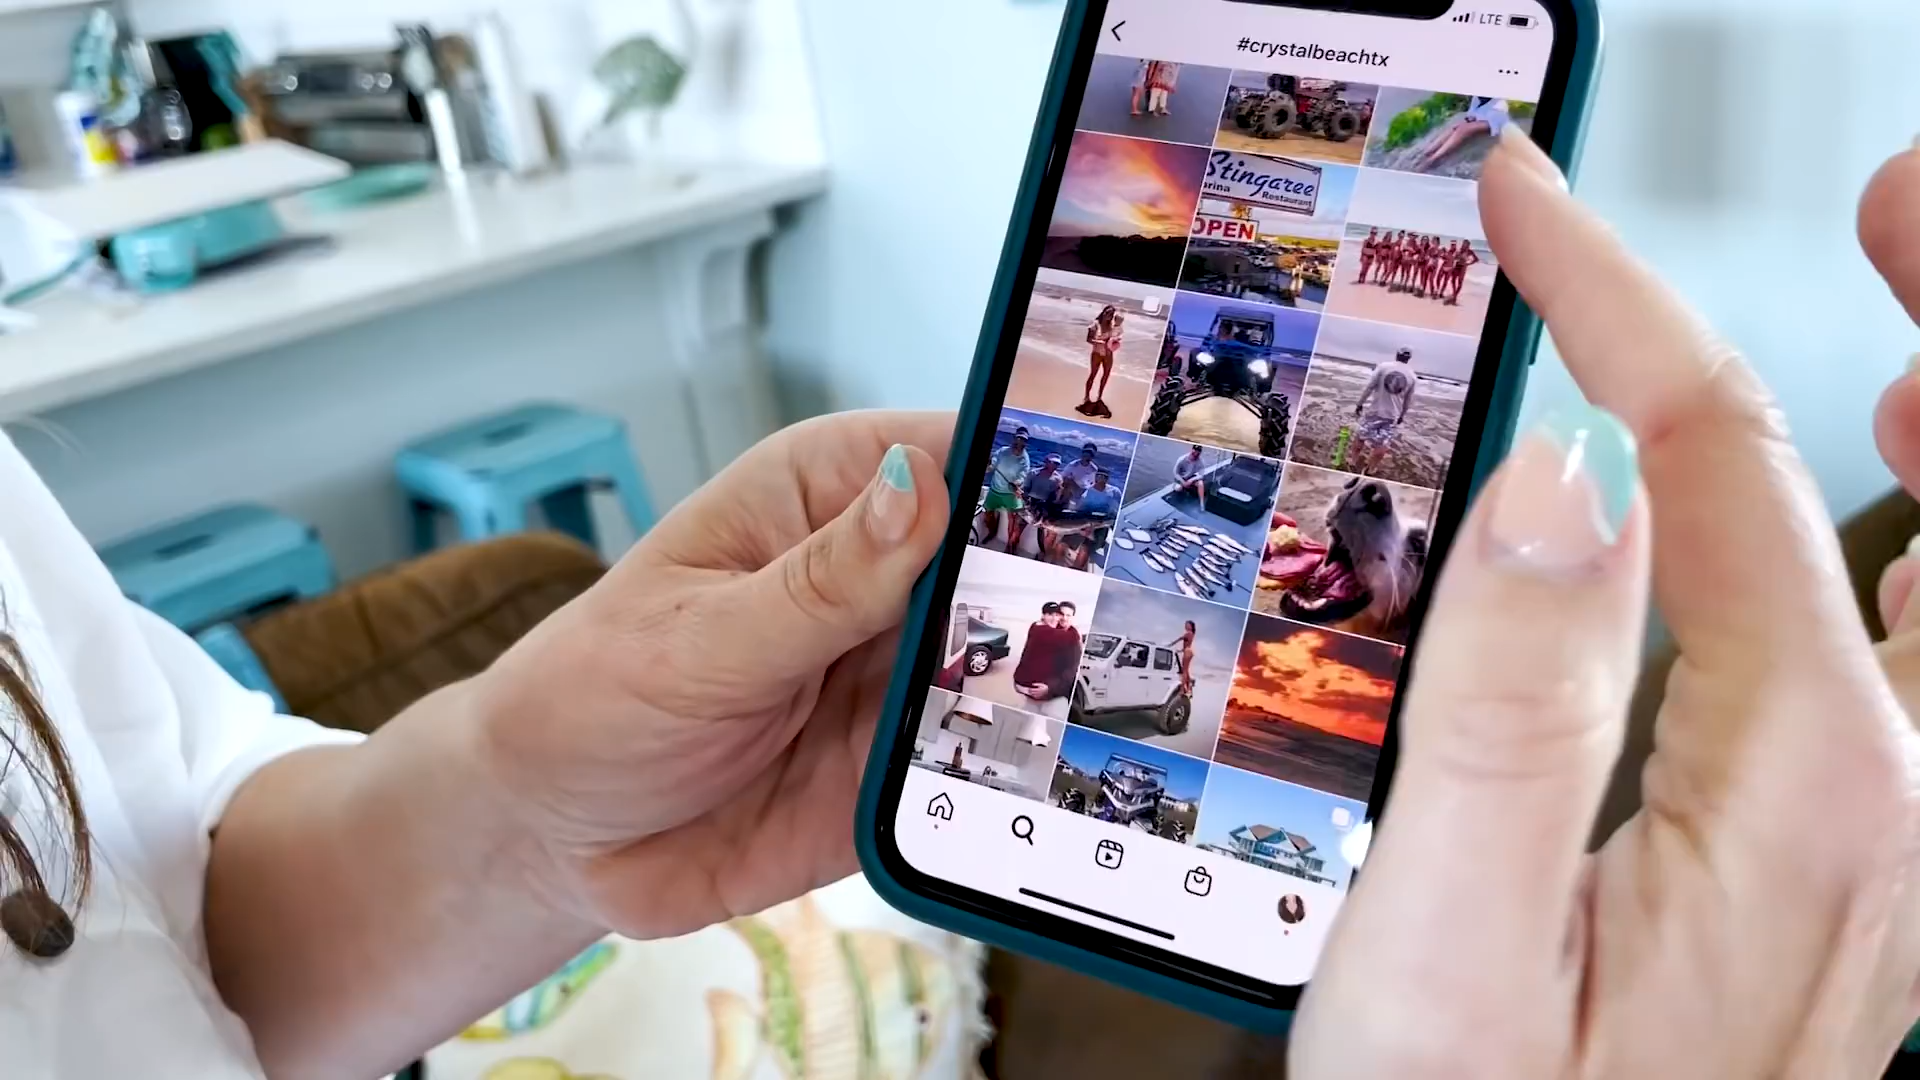 LTE
#crystalbeachtx
Stingaree
rina
Restaurant
OPEN